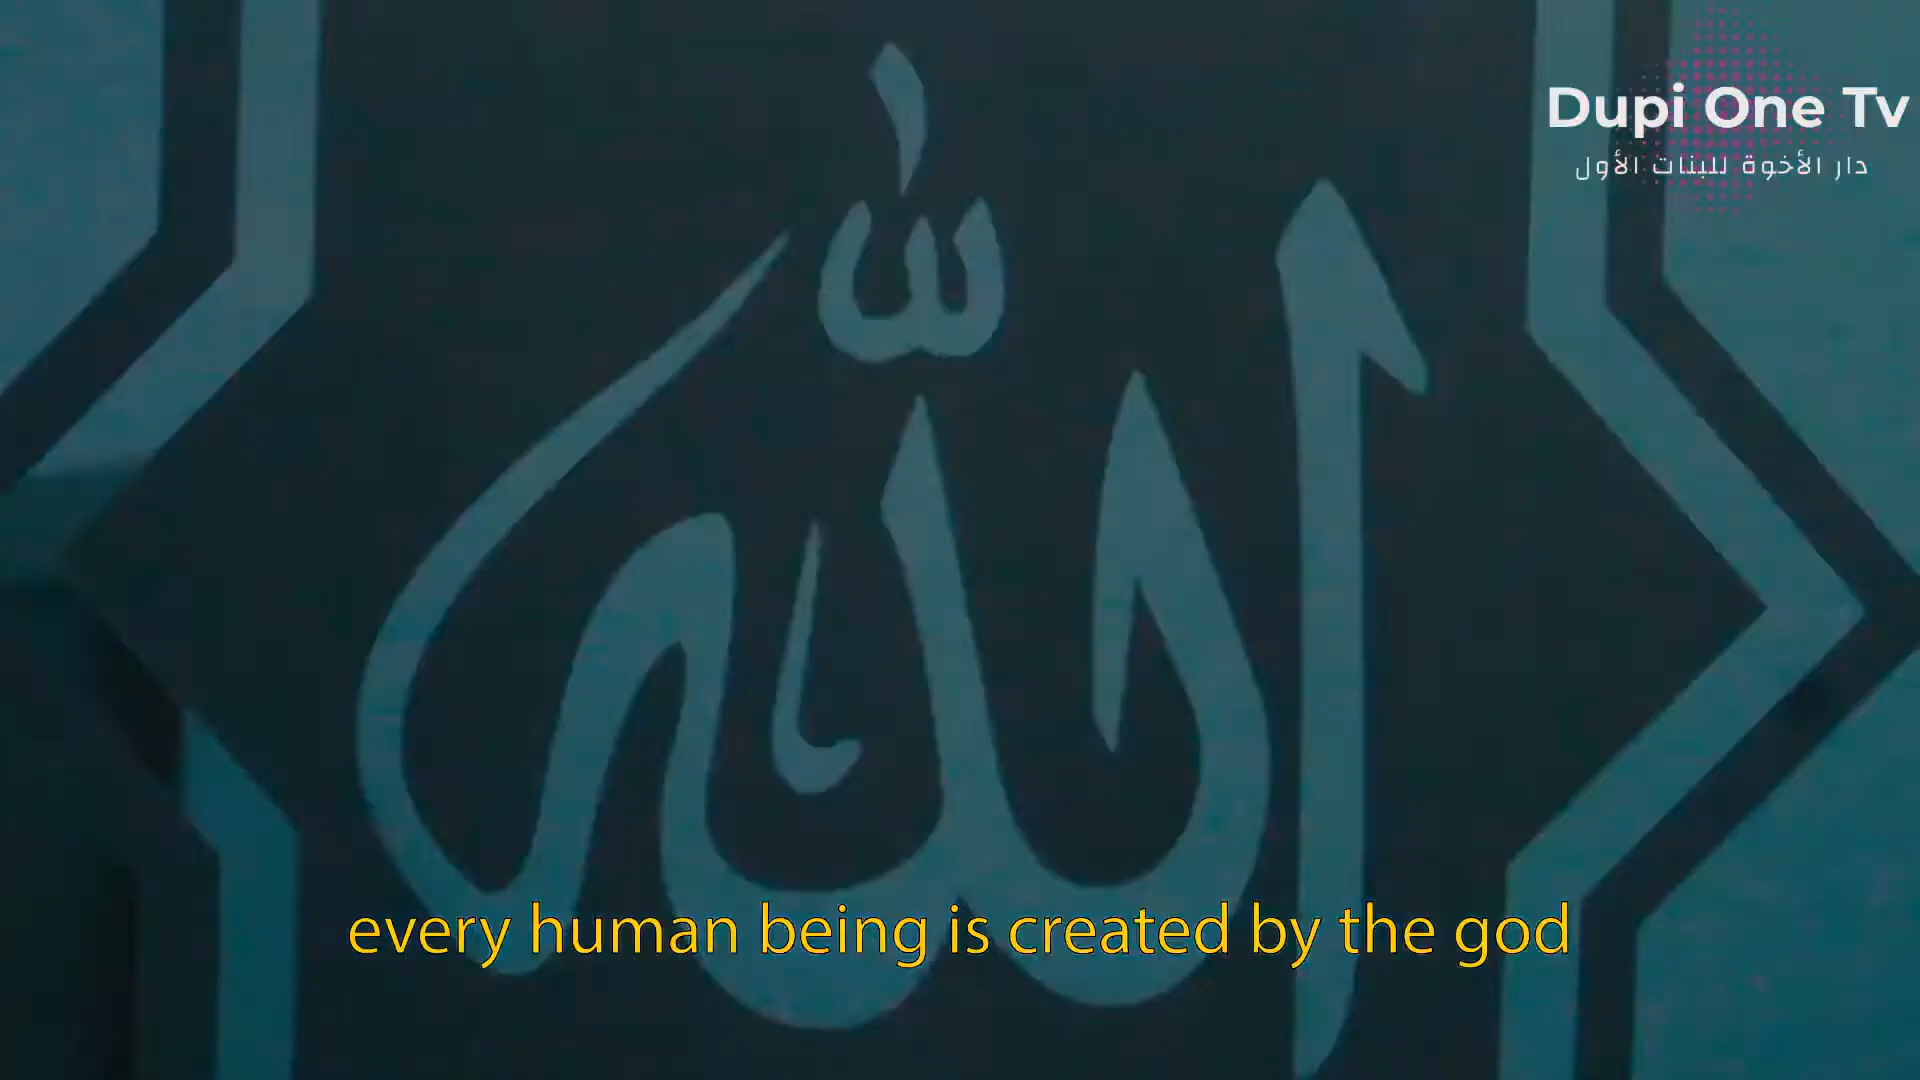 Dupi One Tv
دار الأخوة للبنات الأول
الله
every human being is created by the god